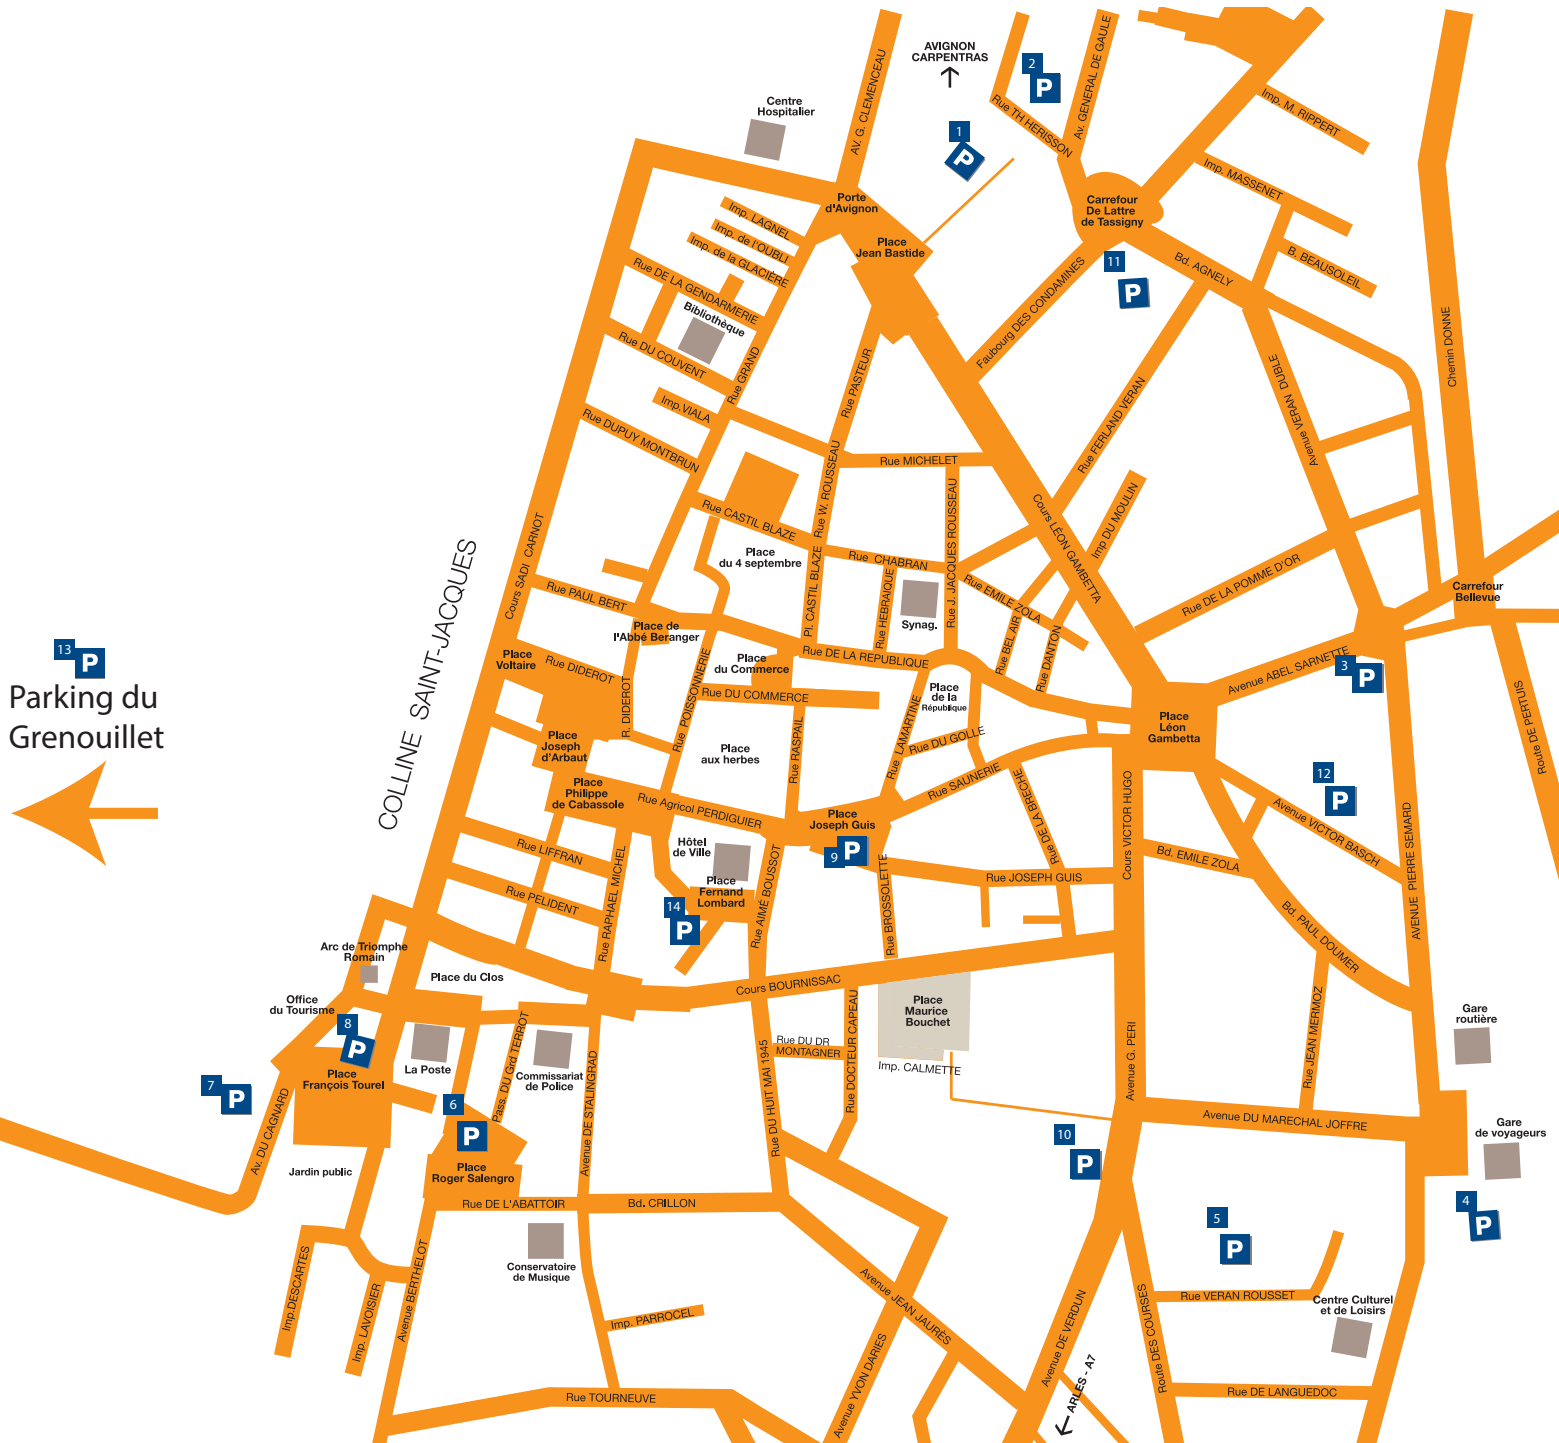 AVIGNON
CARPENTRAS
2
P
1
P
Centre
Hospitalier
AV. G. CLEMENCEAU
Rue TH HERISSON
Av. GENERAL DE GAULE
Imp. M. RIPPERT
Imp. MASSENET
B. BEAUSOLEIL
Porte
d'Avignon
Place
Jean Bastide
Carrefour
De Lattre
de Tassigny
11
P
Bd. AGNELY
Imp. LAGNEL
Imp. de l'OUBLI
Imp. de la GLACIÈRE
Rue DE LA GENDARMERIE
Bibliothèque
Rue DU COUVENT
Rue GRAND
Imp.VIALA
Rue DUPUY MONTBRUN
Rue PASTEUR
Faubourg DES CONDAMINES
Rue FERLAND VERAN
Avenue VERAN DUBLE
Chemin DONNE
Rue MICHELET
Rue W. ROUSSEAU
Rue CASTIL BLAZE
Place
du 4 septembre
Pl. CASTIL BLAZE
Rue CHABRAN
Rue HEBRAIQUE
Synag.
Rue J. JACQUES ROUSSEAU
Rue EMILE ZOLA
Cours LÉON GAMBETTA
Imp DU MOULIN
Rue BEL AIR
Rue DANTON
Rue DE LA POMME D'OR
Carrefour
Bellevue
Cours SADI CARNOT
COLLINE SAINT-JACQUES
Rue PAUL BERT
Place de
l'Abbé Beranger
Place
Voltaire
Rue DIDEROT
R. DIDEROT
Rue POISSONNERIE
Place
du Commerce
Rue DE LA REPUBLIQUE
Rue DU COMMERCE
Place
de la
République
Rue LAMARTINE
Rue DU GOLLE
Rue RASPAIL
Place
aux herbes
Place
Joseph
d'Arbaut
Place
Philippe
de Cabassole
Rue Agricol PERDIGUIER
Place
Joseph Guis
9
P
Rue SAUNERIE
Rue DE LA BRECHE
Place
Léon
Gambetta
Avenue ABEL SARNETTE
3
P
Route DE PERTUIS
12
P
Avenue VICTOR BASCH
AVENUE PIERRE SEMARD
13
P
Parking du
Grenouillet
Rue LIFFRAN
Rue PELIDENT
Rue RAPHAEL MICHEL
Hôtel
de Ville
Place
Fernand
Lombard
14
P
Rue AIMÉ BOUSSOT
Rue BROSSOLETTE
Rue JOSEPH GUIS
Cours VICTOR HUGO
Bd. EMILE ZOLA
Bd. PAUL DOUMER
Arc de Triomphe
Romain
Place du Clos
Office
du Tourisme
8
P
Place
François Tourel
La Poste
Pass. DU Grd TERROT
Commissariat
de Police
Avenue DE STALINGRAD
Cours BOURNISSAC
Rue DU DR
MONTAGNER
Rue DOCTEUR CAPEAU
Rue DU HUIT MAI 1945
Place
Maurice
Bouchet
Imp. CALMETTE
Avenue G. PERI
Rue JEAN MERMOZ
Gare
routière
Avenue DU MARECHAL JOFFRE
Gare
de voyageurs
7
P
Av. DU CAGNARD
6
P
Place
Roger Salengro
Jardin public
Rue DE L'ABATTOIR
Bd. CRILLON
10
P
5
P
4
P
Conservatoire
de Musique
Imp.DESCARTES
Imp. LAVOISIER
Avenue BERTHELOT
Imp. PARROCEL
Avenue JEAN JAURÈS
Avenue YVON DARIES
Avenue DE VERDUN
Route DES COURSES
Rue VERAN ROUSSET
Centre Culturel
et de Loisirs
Rue DE LANGUEDOC
Rue TOURNEUVE
ARLES - A7